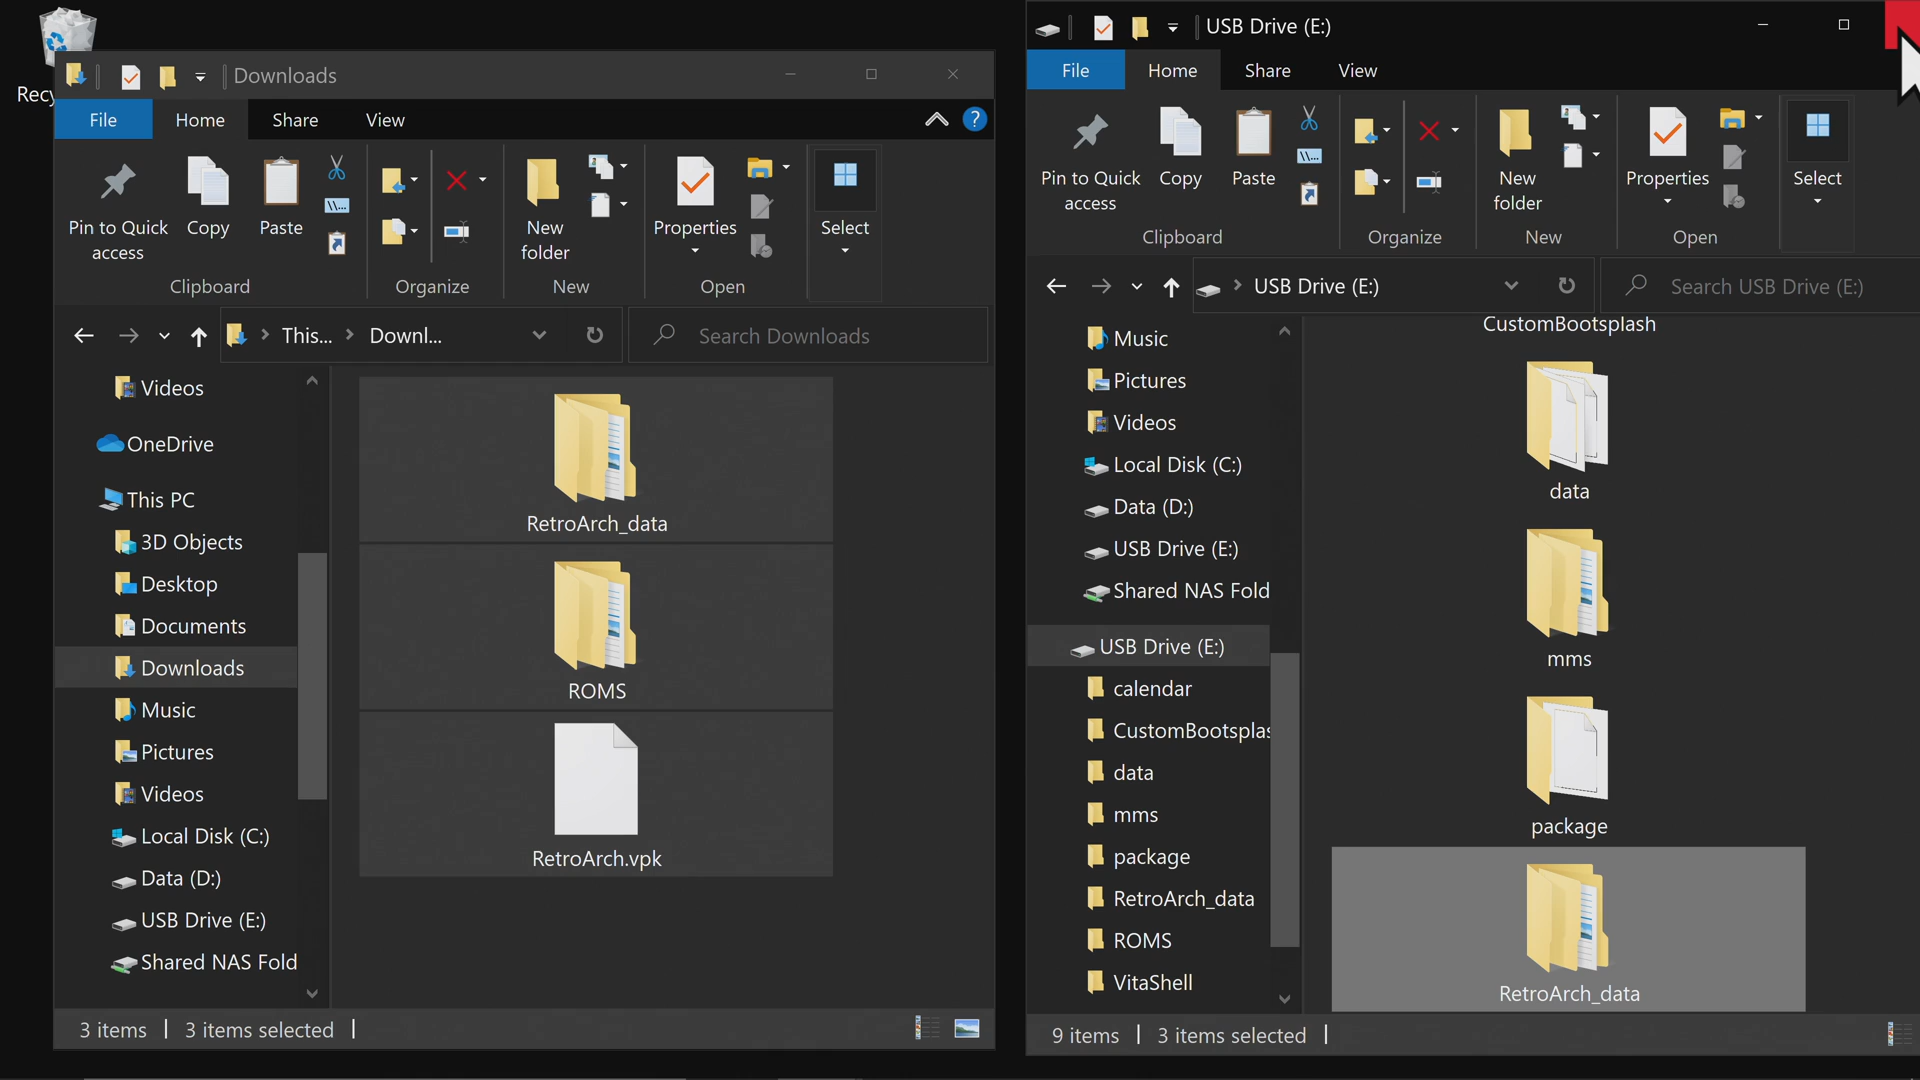 Recy
Downloads
File
Home
Share
View
?
Pin to Quick
access
Copy
Paste
Clipboard
Organize
New
folder
New
Properties
Open
Select
This...
Downl...
Search Downloads
Videos
OneDrive
This PC
3D Objects
Desktop
Documents
Downloads
Music
Pictures
Videos
Local Disk (C:)
Data (D:)
USB Drive (E:)
Shared NAS Fold
RetroArch_data
ROMS
RetroArch.vpk
3 items
3 items selected
USB Drive (E:)
File
Home
Share
View
Pin to Quick
access
Copy
Paste
Clipboard
Organize
New
folder
New
Properties
Open
Select
USB Drive (E:)
Search USB Drive (E:)
Music
Pictures
Videos
Local Disk (C:)
Data (D:)
USB Drive (E:)
Shared NAS Fold
USB Drive (E:)
calendar
CustomBootsplas
data
mms
package
RetroArch_data
ROMS
VitaShell
CustomBootsplash
data
mms
package
RetroArch_data
9 items
3 items selected